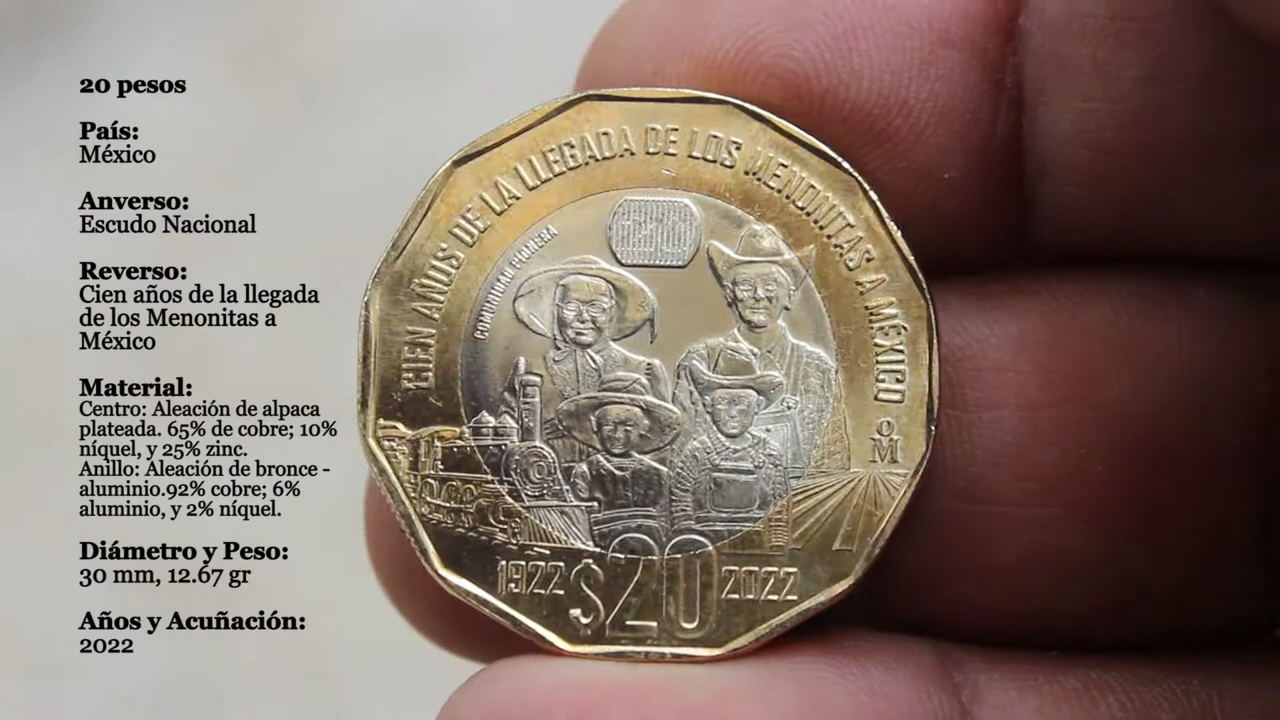 20 pesos
País:
México
Anverso:
Escudo Nacional
Reverso:
Cien años de la llegada
de los Menonitas a
México
Material:
Centro: Aleación de alpaca
plateada. 65% de cobre; 10%
níquel, y 25% zinc.
Anillo: Aleación de bronce -
aluminio.92% cobre; 6%
aluminio, y 2% níquel.
Diámetro y Peso:
30 mm, 12.67 gr
Años y Acuñación:
2022
CIEN AÑOS DE LA LLEGADA DE LOS MENONITAS A MÉXICO
COMUNIDAD PIONERA
oM
1922 $20 2022